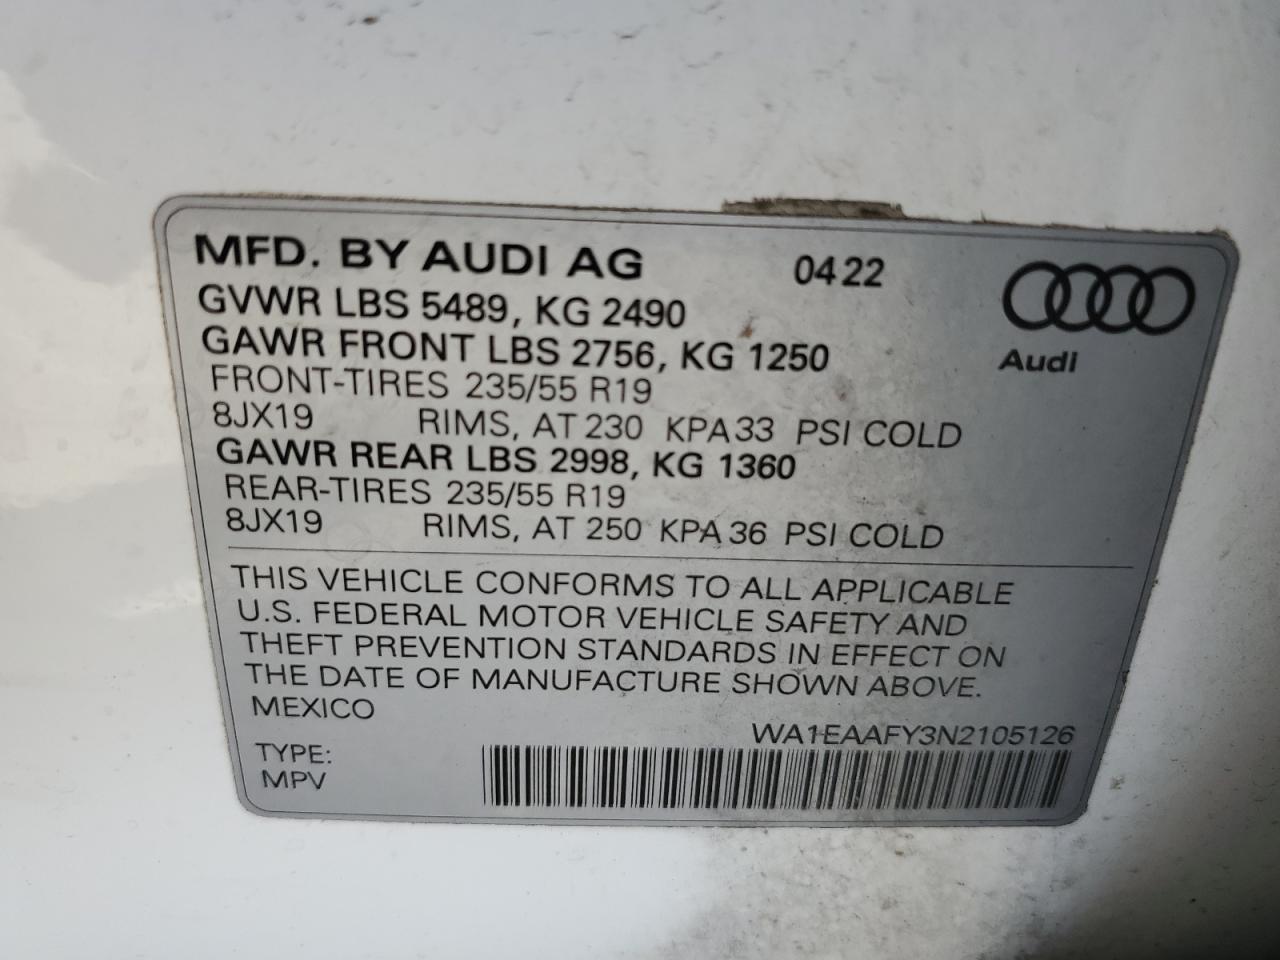 MFD. BY AUDI AG 04 22
GVWR LBS 5489, KG 2490
GAWR FRONT LBS 2756, KG 1250
Audi
FRONT-TIRES 235/55 R19
8JX19 RIMS, AT 230 KPA 33 PSI COLD
GAWR REAR LBS 2998, KG 1360
REAR-TIRES 235/55 R19
8JX19 RIMS, AT 250 KPA 36 PSI COLD
THIS VEHICLE CONFORMS TO ALL APPLICABLE
U.S. FEDERAL MOTOR VEHICLE SAFETY AND
THEFT PREVENTION STANDARDS IN EFFECT ON
THE DATE OF MANUFACTURE SHOWN ABOVE.
MEXICO
WA1EAAFY3N2105126
TYPE:
MPV